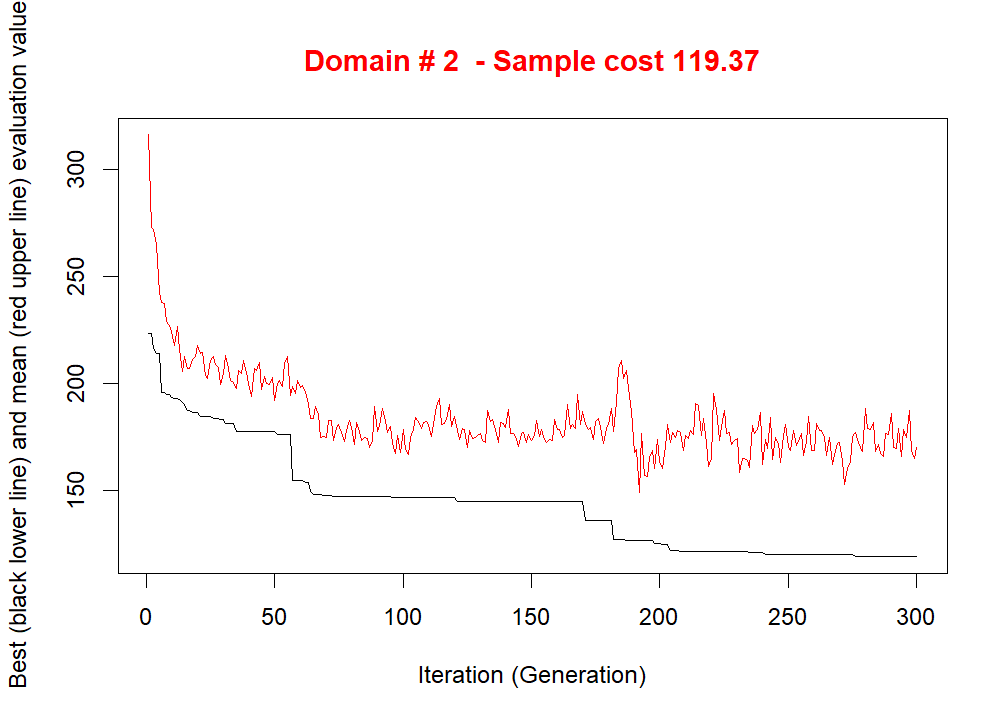 Domain # 2  - Sample cost 119.37
Best (black lower line) and mean (red upper line) evaluation value
300
250
200
150
0 50 100 150 200 250 300
Iteration (Generation)